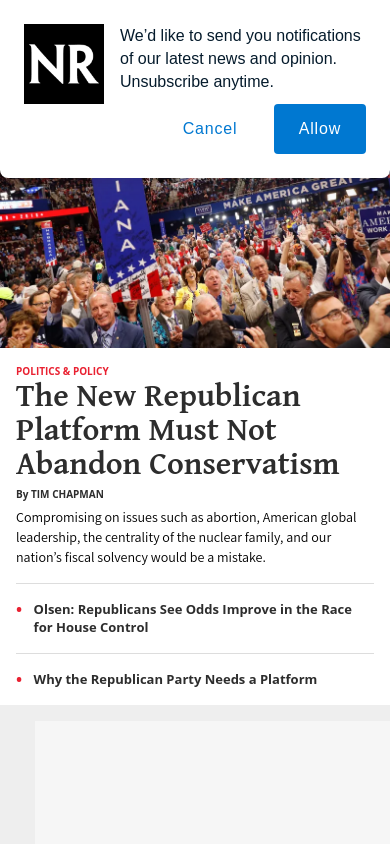 NR
We’d like to send you notifications
of our latest news and opinion.
Unsubscribe anytime.
Cancel
Allow
IANA
MAKE AMERICA GREAT
WORK
POLITICS & POLICY
The New Republican
Platform Must Not
Abandon Conservatism
By TIM CHAPMAN
Compromising on issues such as abortion, American global
leadership, the centrality of the nuclear family, and our
nation’s fiscal solvency would be a mistake.
• Olsen: Republicans See Odds Improve in the Race
for House Control
• Why the Republican Party Needs a Platform